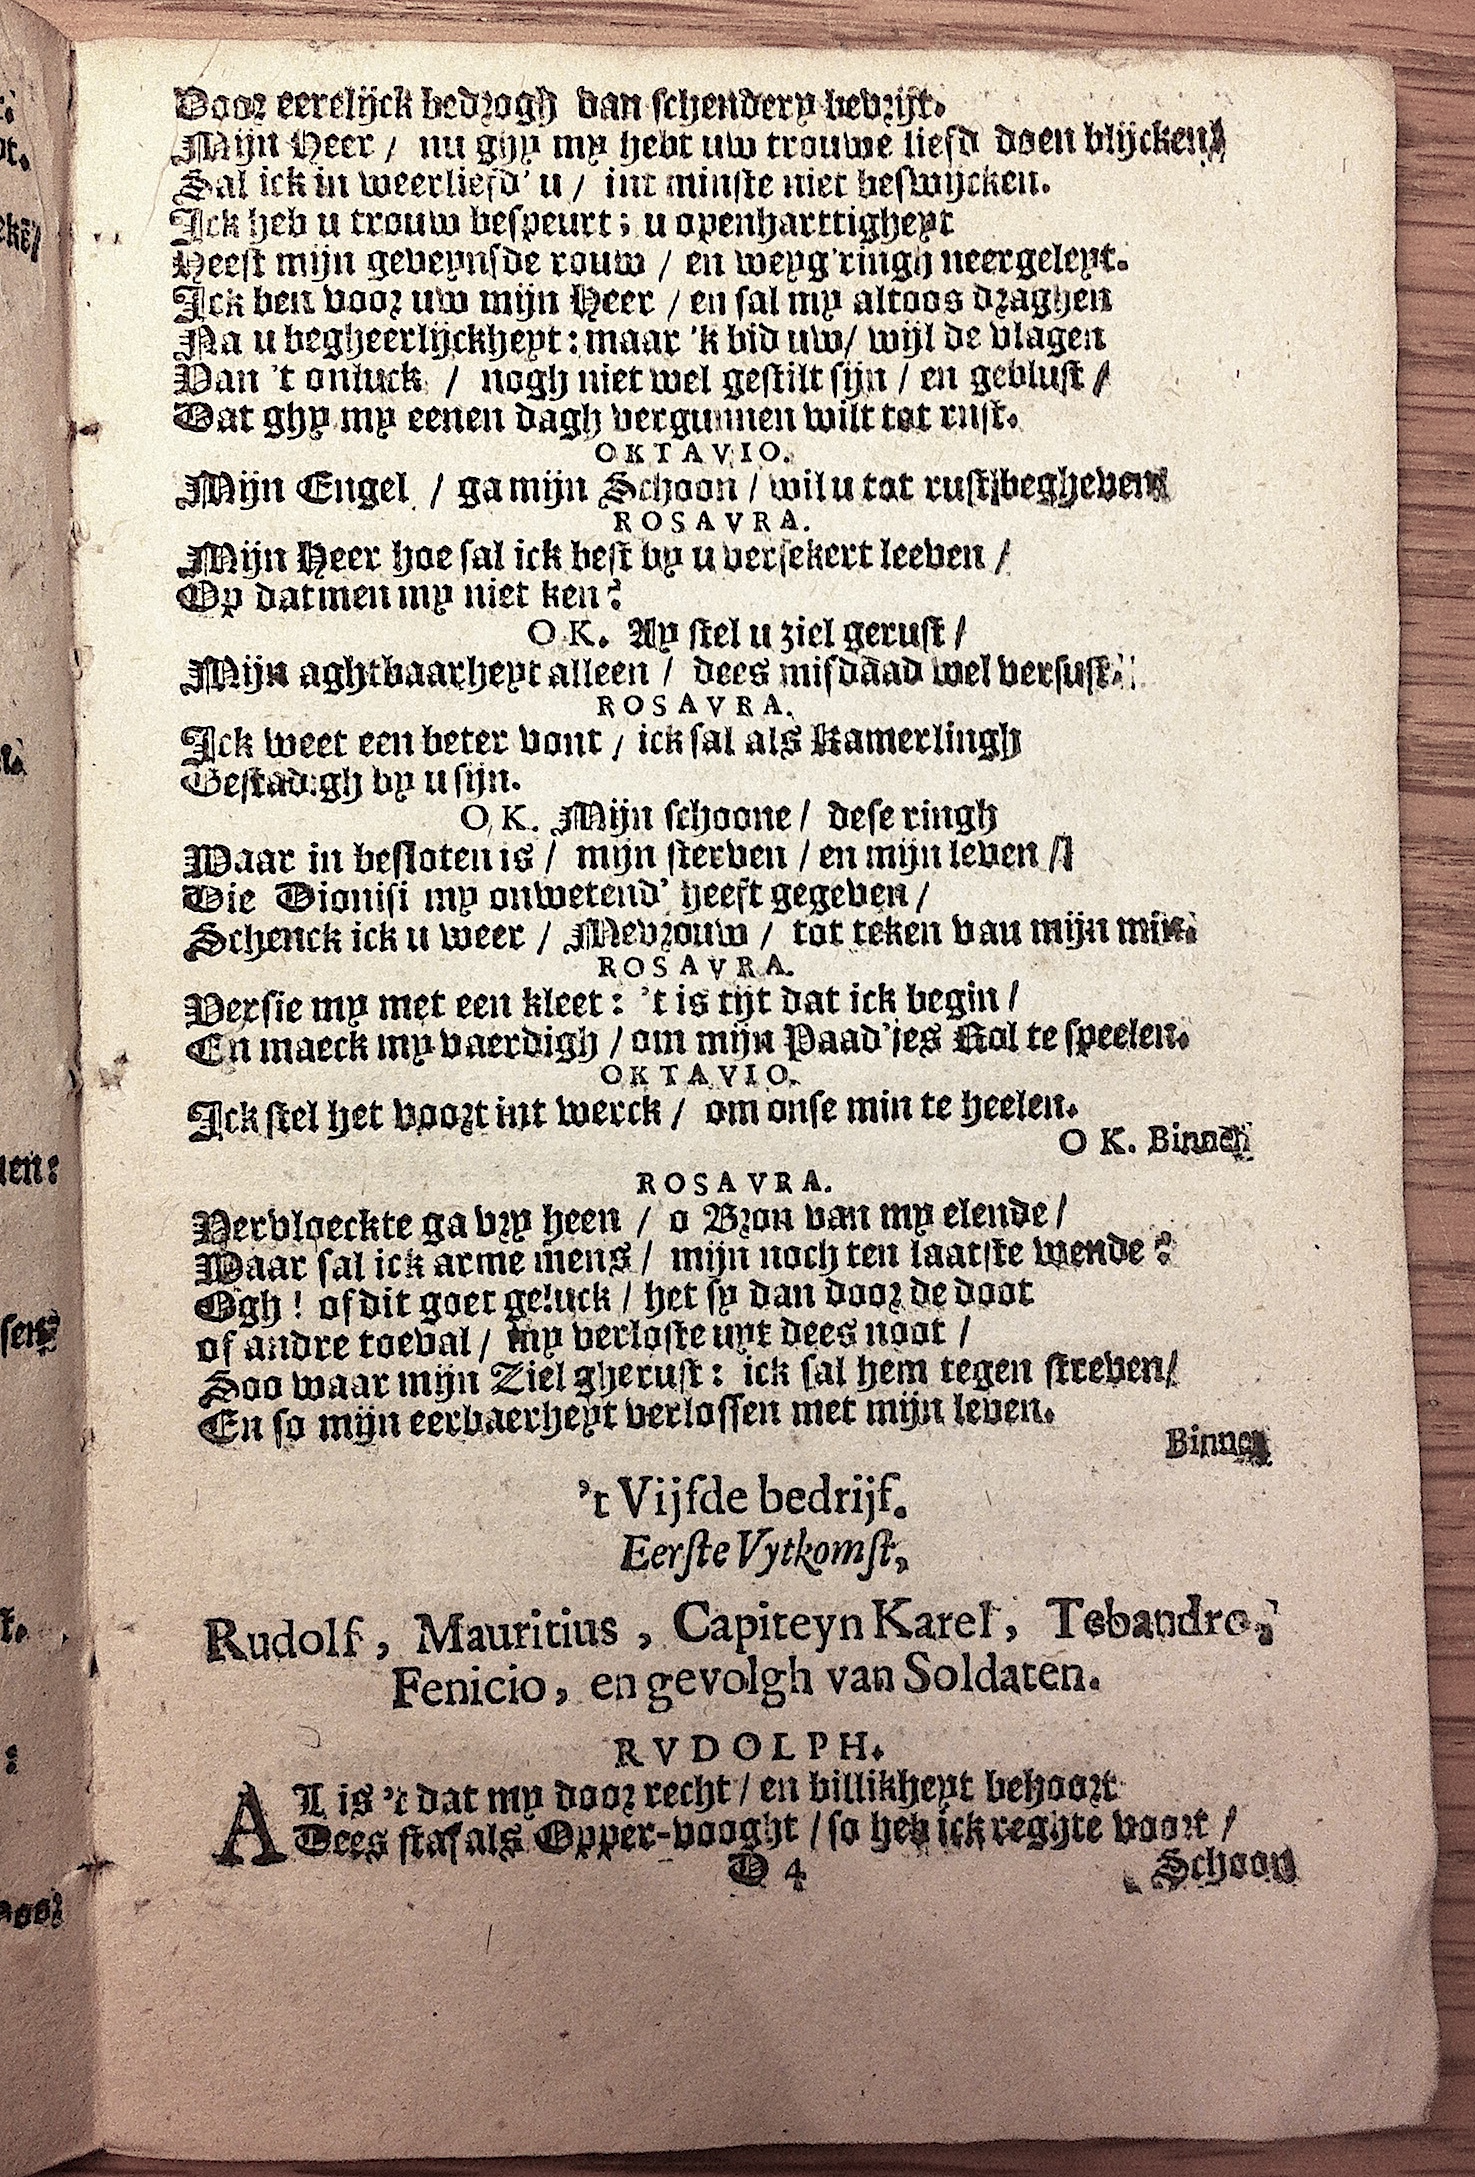 Door eerelijck bedrogh van schendery bevrijt.
Mijn Heer / nu ghy my hebt uw trouwe liefd doen blijcken/
Sal ick in weerliefd' u / int minste niet beswijcken.
Ick heb u trouw bespeurt; u openharttigheyt
Heeft mijn geveynsde rouw / en weyg'ringh neergeleyt.
Ick ben voor uw mijn Heer / en sal my altoos draghen
Na u begheerlijckheyt: maar 'k bid uw/ wijl de vlagen
Van 't onluck / nogh niet wel gestilt sijn / en geblust /
Dat ghy my eenen dagh vergunnen wilt tot rust.
OKTAVIO.
Mijn Engel / ga mijn Schoon / wil u tot rust begheven
ROSAVRA.
Mijn Heer hoe sal ick best by u versekert leeven /
Op datmen my niet ken?
OK. Ay stel u ziel gerust /
Mijn aghtbaarheyt alleen / dees misdaad wel versust.
ROSAVRA.
Ick weet een beter vont / ick sal als Kamerlingh
Gestadigh by u sijn.
OK. Mijn schoone / dese ringh
Waar in besloten is / mijn sterven / en mijn leven /
Die Dionisi my onwetend' heeft gegeven /
Schenck ick u weer / Mevrouw / tot teken van mijn min.
ROSAVRA.
Versie my met een kleet: 't is tijt dat ick begin /
En maeck my vaerdigh / om mijn Paad'jes Rol te speelen.
OKTAVIO.
Ick stel het voort int werck / om onse min te heelen.
OK. Binnen
ROSAVRA.
Vervloeckte ga vry heen / o Bron van my elende /
Waar sal ick arme mens / mijn noch ten laatste wende?
Ogh! of dit goet geluck / het sy dan door de doot
of andre toeval / my verloste uyt dees noot /
Soo waar mijn Ziel gherust: ick sal hem tegen streven/
En so mijn eerbaerheyt verlossen met mijn leven.
Binnen
't Vijfde bedrijf.
Eerste Vytkomst,
Rudolf, Mauritius, Capiteyn Karel, Tebandro,
Fenicio, en gevolgh van Soldaten.
RVDOLPH.
AL is 't dat my door recht / en billikheyt behoort
Dees staf als Opper-vooght / so heb ick reghte voort /
D 4
Schoon